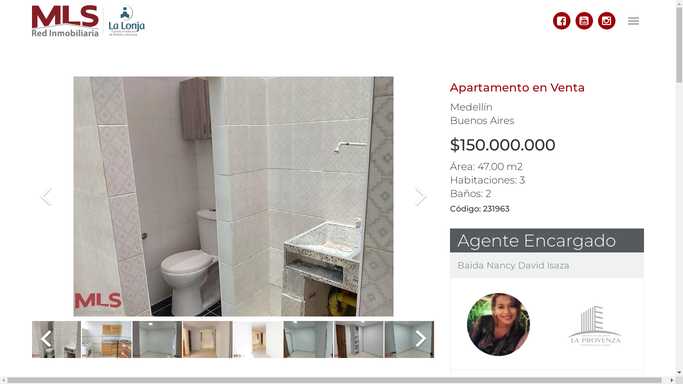 MLS
Red Inmobiliaria
La Lonja
Apartamento en Venta
Medellín
Buenos Aires
$150.000.000
Área: 47.00 m2
Habitaciones: 3
Baños: 2
Código: 231963
Agente Encargado
Baida Nancy David Isaza
MLS
LA PROVENZA